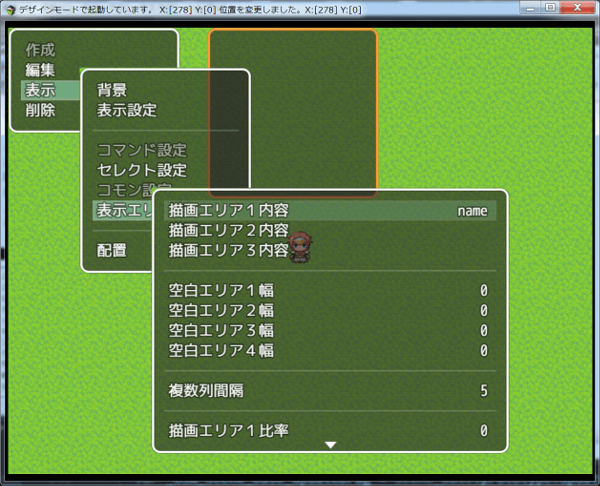 デザインモードで起動しています。 X:[278] Y:[0] 位置を変更しました。X:[278] Y:[0]
作成
編集
表示
削除
背景
表示設定
コマンド設定
セレクト設定
コモン設定
表示エリ
配置
描画エリア１内容 name
描画エリア２内容
描画エリア３内容
空白エリア１幅 0
空白エリア２幅 0
空白エリア３幅 0
空白エリア４幅 0
複数列間隔 5
描画エリア１比率 0